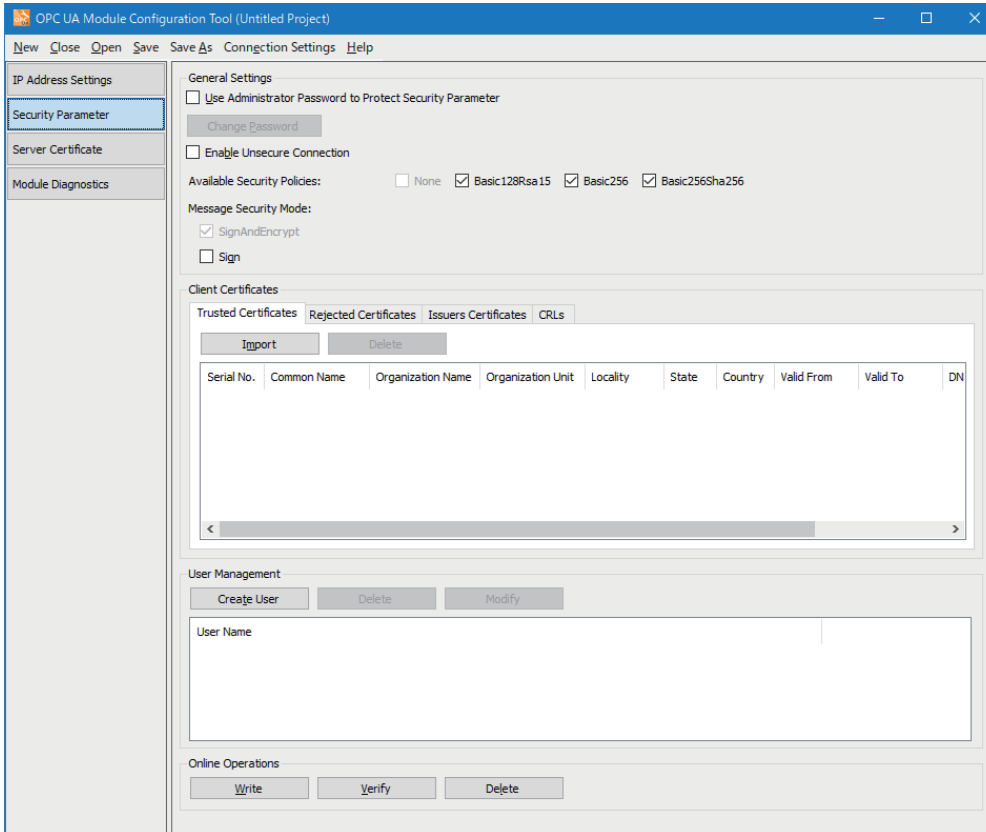 OPC UA Module Configuration Tool (Untitled Project)
New Close Open Save Save As Connection Settings Help
IP Address Settings
Security Parameter
Server Certificate
Module Diagnostics
General Settings
Use Administrator Password to Protect Security Parameter
Change Password
Enable Unsecure Connection
Available Security Policies: None Basic128Rsa15 Basic256 Basic256Sha256
Message Security Mode:
SignAndEncrypt
Sign
Client Certificates
Trusted Certificates Rejected Certificates Issuers Certificates CRLs
Import Delete
Serial No. Common Name Organization Name Organization Unit Locality State Country Valid From Valid To DN
User Management
Create User Delete Modify
User Name
Online Operations
Write Verify Delete